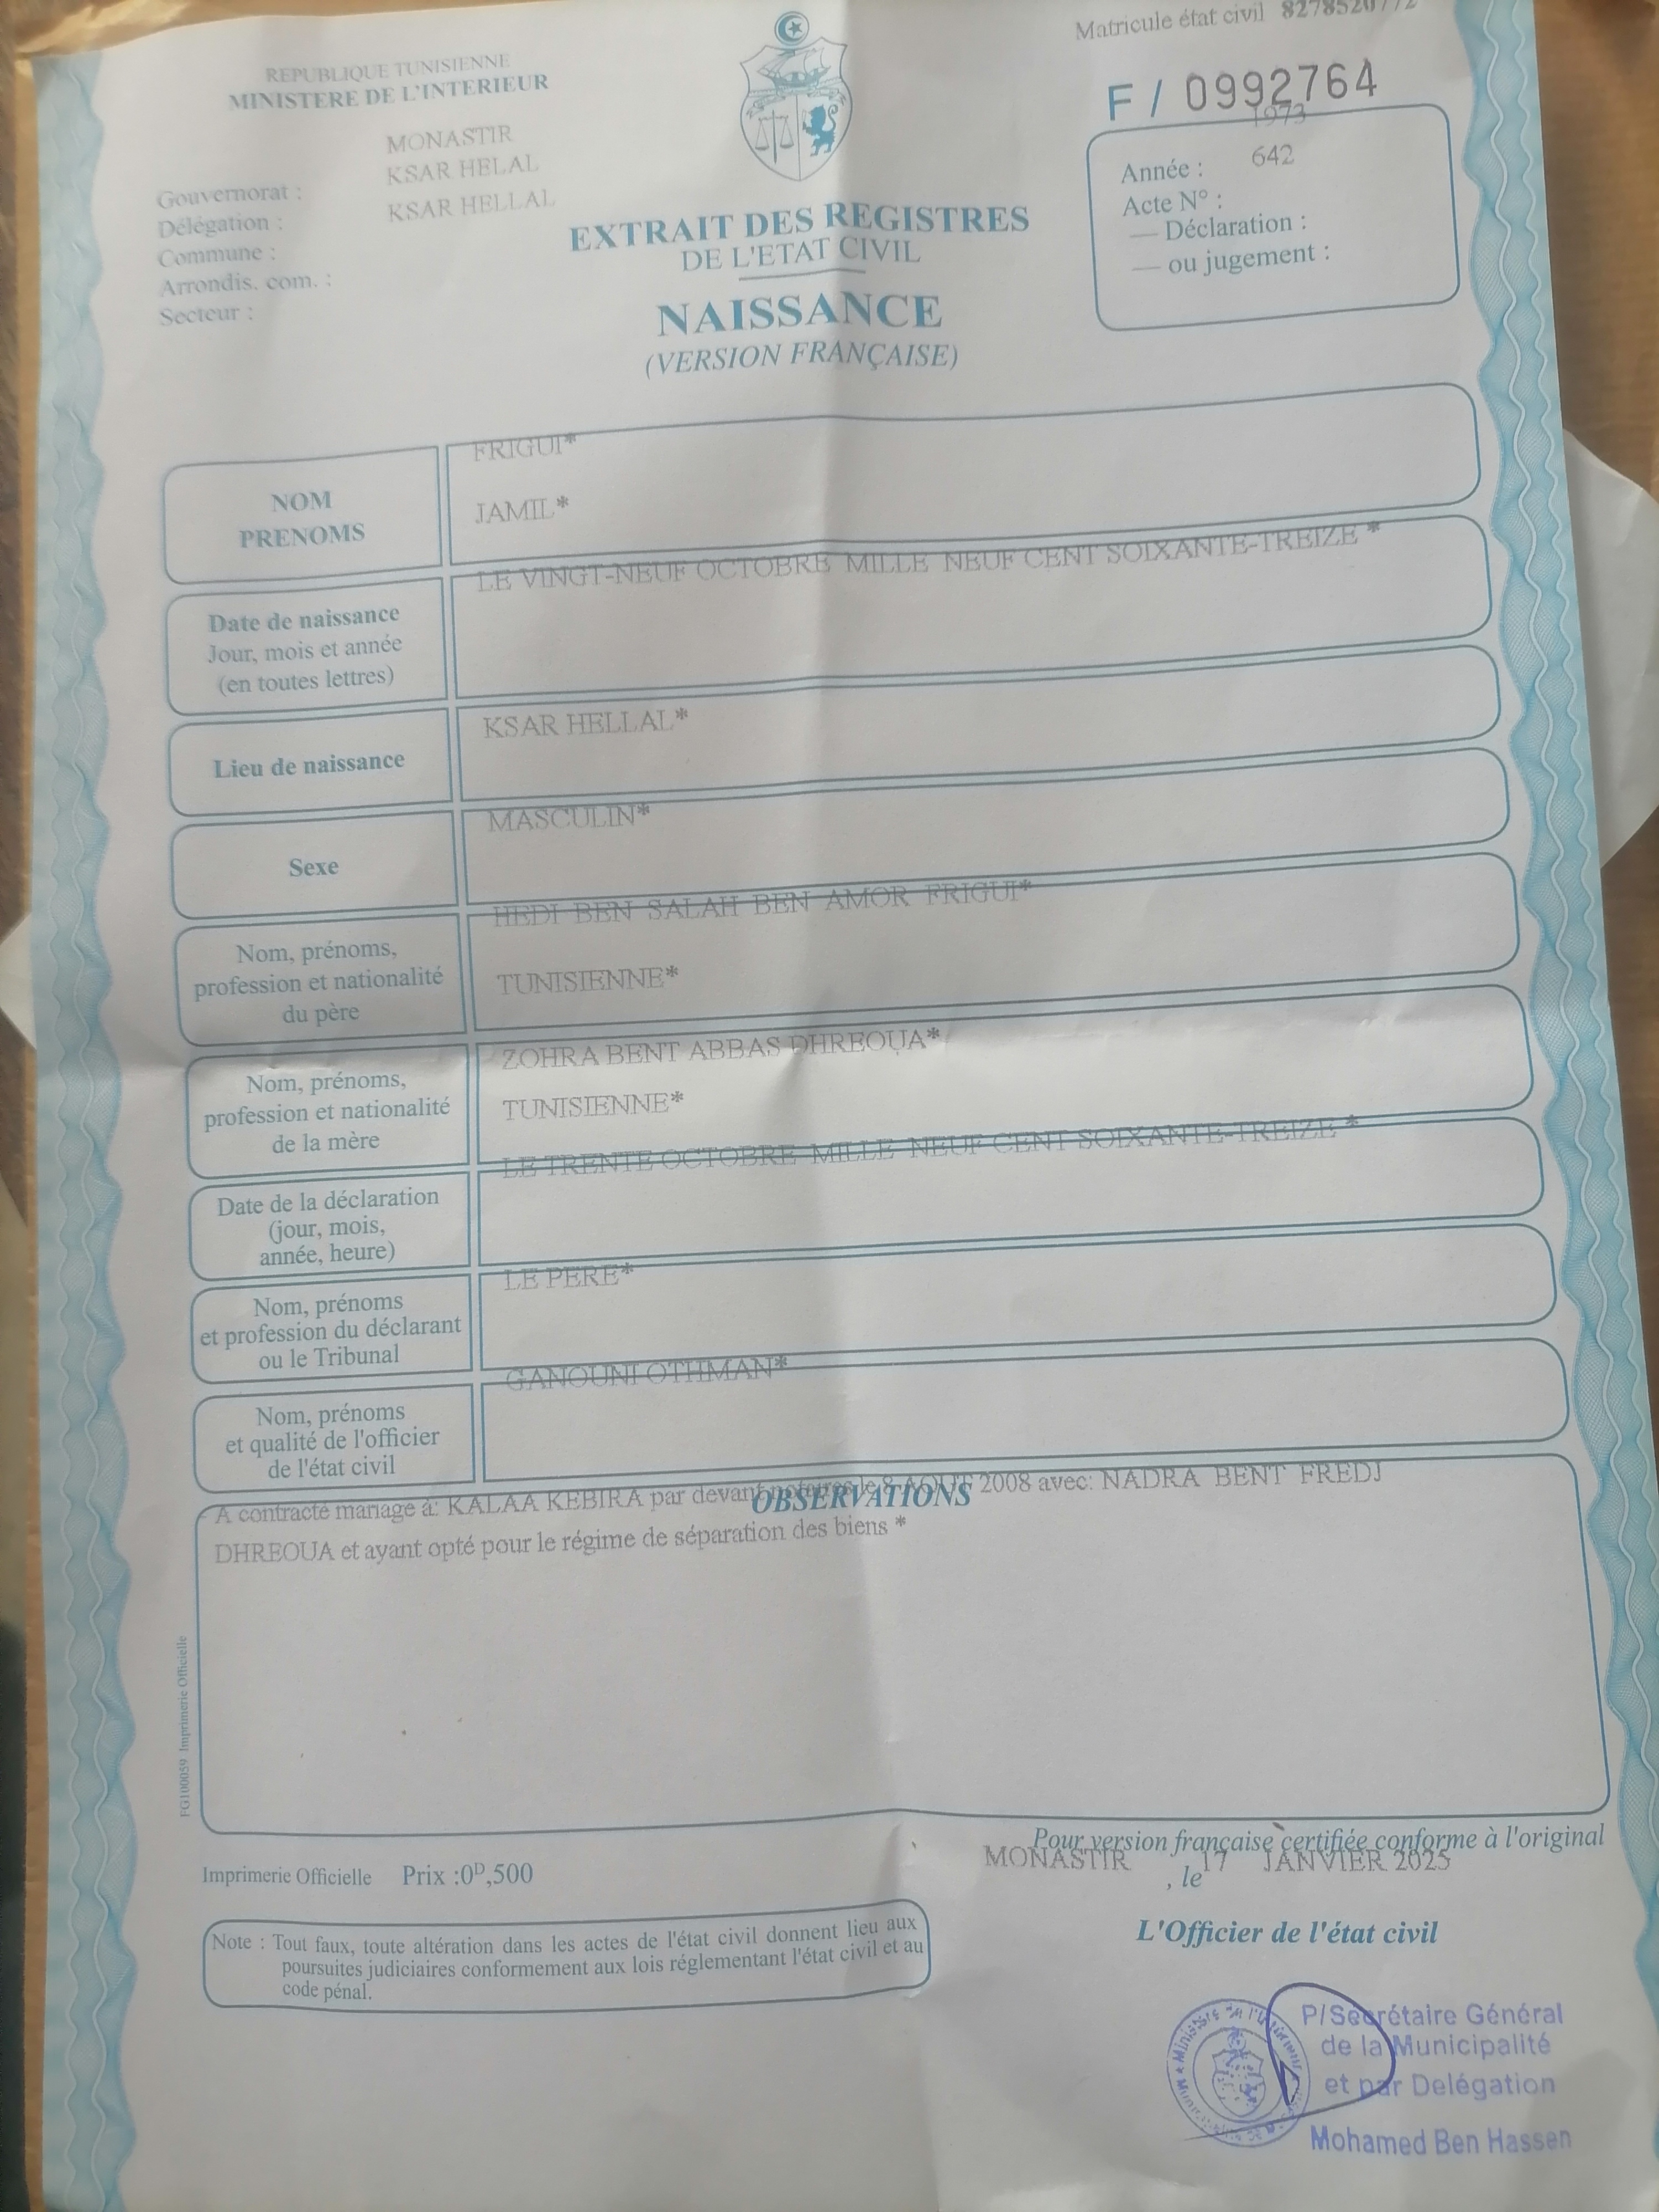 REPUBLIQUE TUNISIENNE
MINISTERE DE L'INTERIEUR
MONASTIR
KSAR HELAL
KSAR HELLAL
Gouvernorat :
Délégation :
Commune :
Arrondis. com. :
Secteur :
EXTRAIT DES REGISTRES
DE L'ETAT CIVIL
NAISSANCE
(VERSION FRANÇAISE)
Matricule état civil
F / 0992764
1973
Année : 642
Acte N° :
— Déclaration :
— ou jugement :
NOM
PRENOMS
FRIGUI*
JAMIL*
Date de naissance
Jour, mois et année
(en toutes lettres)
LE VINGT-NEUF OCTOBRE MILLE NEUF CENT SOIXANTE-TREIZE *
Lieu de naissance
KSAR HELLAL*
Sexe
MASCULIN*
Nom, prénoms,
profession et nationalité
du père
HEDI BEN SALAH BEN AMOR FRIGUI*
TUNISIENNE*
Nom, prénoms,
profession et nationalité
de la mère
ZOHRA BENT ABBAS DHREOUA*
TUNISIENNE*
Date de la déclaration
(jour, mois,
année, heure)
LE TRENTE OCTOBRE MILLE NEUF CENT SOIXANTE-TREIZE *
Nom, prénoms
et profession du déclarant
ou le Tribunal
LE PERE*
Nom, prénoms
et qualité de l'officier
de l'état civil
GANOUNI OTHMAN*
OBSERVATIONS
A contracté mariage à: KALAA KEBIRA par devant notaires le 8 AOUT 2008 avec: NADRA BENT FREDJ
DHREOUA et ayant opté pour le régime de séparation des biens *
FG100059 Imprimerie Officielle
Imprimerie Officielle Prix :0ᴰ,500
Pour version française certifiée conforme à l'original
MONASTIR , le 17 JANVIER 2025
L'Officier de l'état civil
Note : Tout faux, toute altération dans les actes de l'état civil donnent lieu aux
poursuites judiciaires conformement aux lois réglementant l'état civil et au
code pénal.
P/Secrétaire Général
de la Municipalité
et par Delégation
Mohamed Ben Hassen